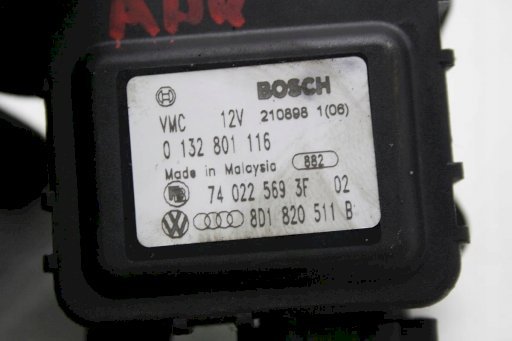 APR
BOSCH
VMC 12V 210898 1(06)
0 132 801 116
Made in Malaysia 882
74 022 569 3F 02
8D1 820 511 B